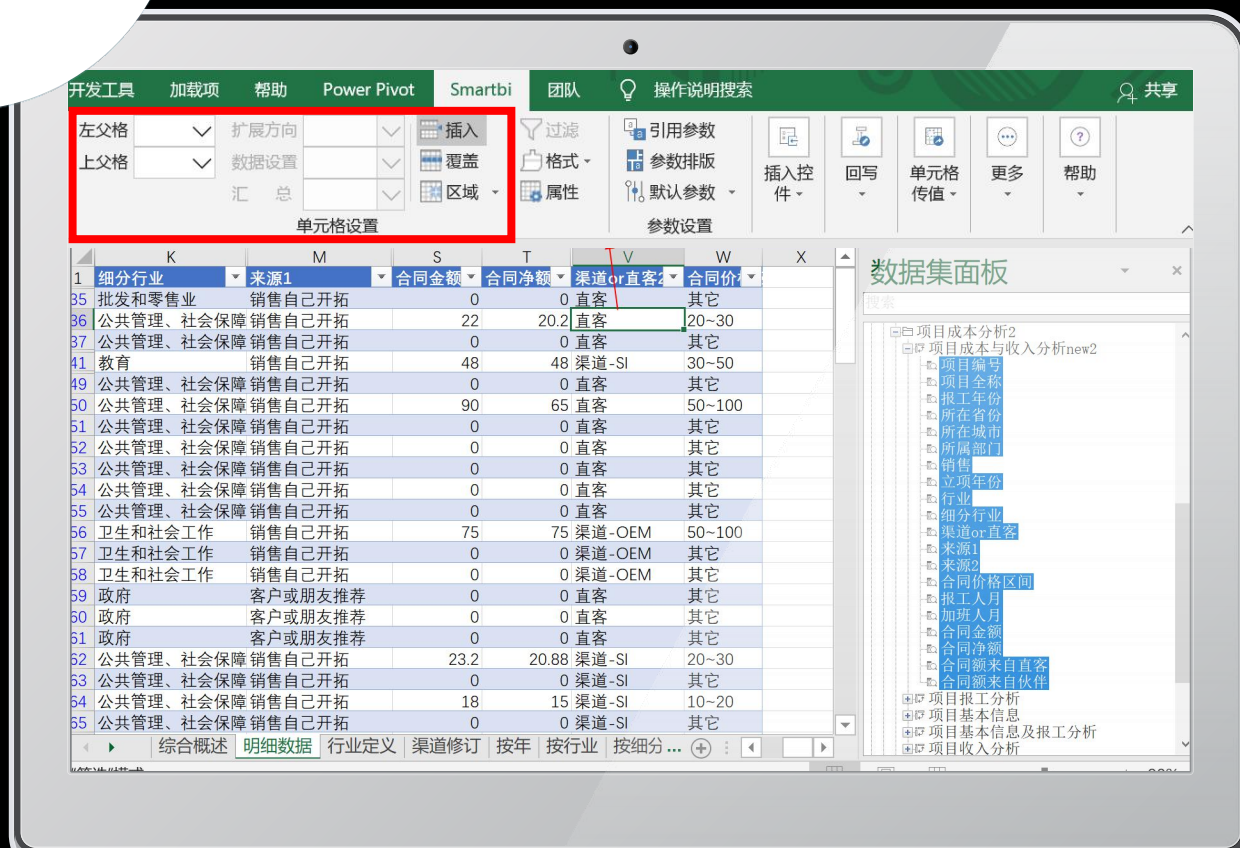 开发工具 加载项 帮助 Power Pivot Smartbi 团队 操作说明搜索 共享
左父格 扩展方向 插入 过滤 引用参数
上父格 数据设置 覆盖 格式 参数排版 插入控件 回写 单元格传值 更多 帮助
汇 总 区域 属性 默认参数
单元格设置 参数设置
K M S T V W X
1 细分行业 来源1 合同金额 合同净额 渠道or直客2
35 批发和零售业 销售自己开拓 0 0 直客 其它
36 公共管理、社会保障 销售自己开拓 22 20.2 直客 20~30
37 公共管理、社会保障 销售自己开拓 0 0 直客 其它
41 教育 销售自己开拓 48 48 渠道-SI 30~50
49 公共管理、社会保障 销售自己开拓 0 0 直客 其它
50 公共管理、社会保障 销售自己开拓 90 65 直客 50~100
51 公共管理、社会保障 销售自己开拓 0 0 直客 其它
52 公共管理、社会保障 销售自己开拓 0 0 直客 其它
53 公共管理、社会保障 销售自己开拓 0 0 直客 其它
54 公共管理、社会保障 销售自己开拓 0 0 直客 其它
55 公共管理、社会保障 销售自己开拓 0 0 直客 其它
56 卫生和社会工作 销售自己开拓 75 75 渠道-OEM 50~100
57 卫生和社会工作 销售自己开拓 0 0 渠道-OEM 其它
58 卫生和社会工作 销售自己开拓 0 0 渠道-OEM 其它
59 政府 客户或朋友推荐 0 0 直客 其它
60 政府 客户或朋友推荐 0 0 直客 其它
61 政府 客户或朋友推荐 0 0 直客 其它
62 公共管理、社会保障 销售自己开拓 23.2 20.88 渠道-SI 20~30
63 公共管理、社会保障 销售自己开拓 0 0 渠道-SI 其它
64 公共管理、社会保障 销售自己开拓 18 15 渠道-SI 10~20
65 公共管理、社会保障 销售自己开拓 0 0 渠道-SI 其它
综合概述 明细数据 行业定义 渠道修订 按年 按行业 按细分 ...
数据集面板
搜索
项目成本分析2
项目成本与收入分析new2
项目编号
项目全称
报工年份
所在省份
所在城市
所属部门
销售
立项年份
行业
细分行业
渠道or直客
来源1
来源2
合同价格区间
报工人月
加班人月
合同金额
合同净额
合同额来自直客
合同额来自伙伴
项目报工分析
项目基本信息
项目基本信息及报工分析
项目收入分析